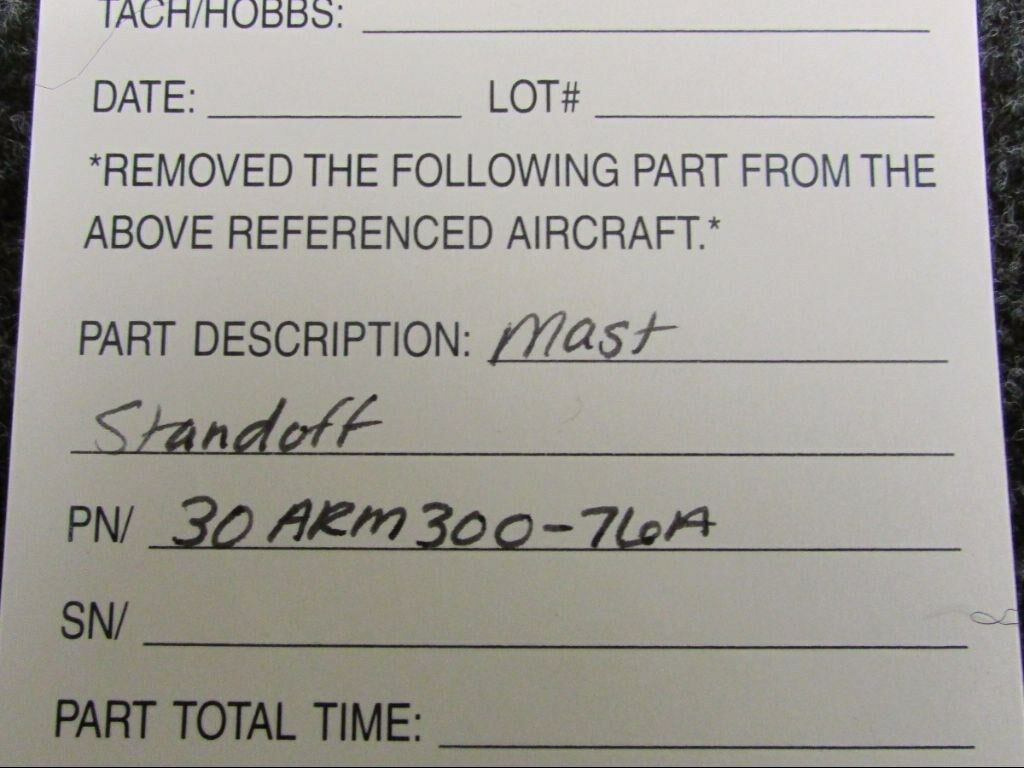 TACH/HOBBS:
DATE: LOT#
*REMOVED THE FOLLOWING PART FROM THE
ABOVE REFERENCED AIRCRAFT.*
PART DESCRIPTION: Mast
Standoff
PN/ 30ARM300-76A
SN/
PART TOTAL TIME: